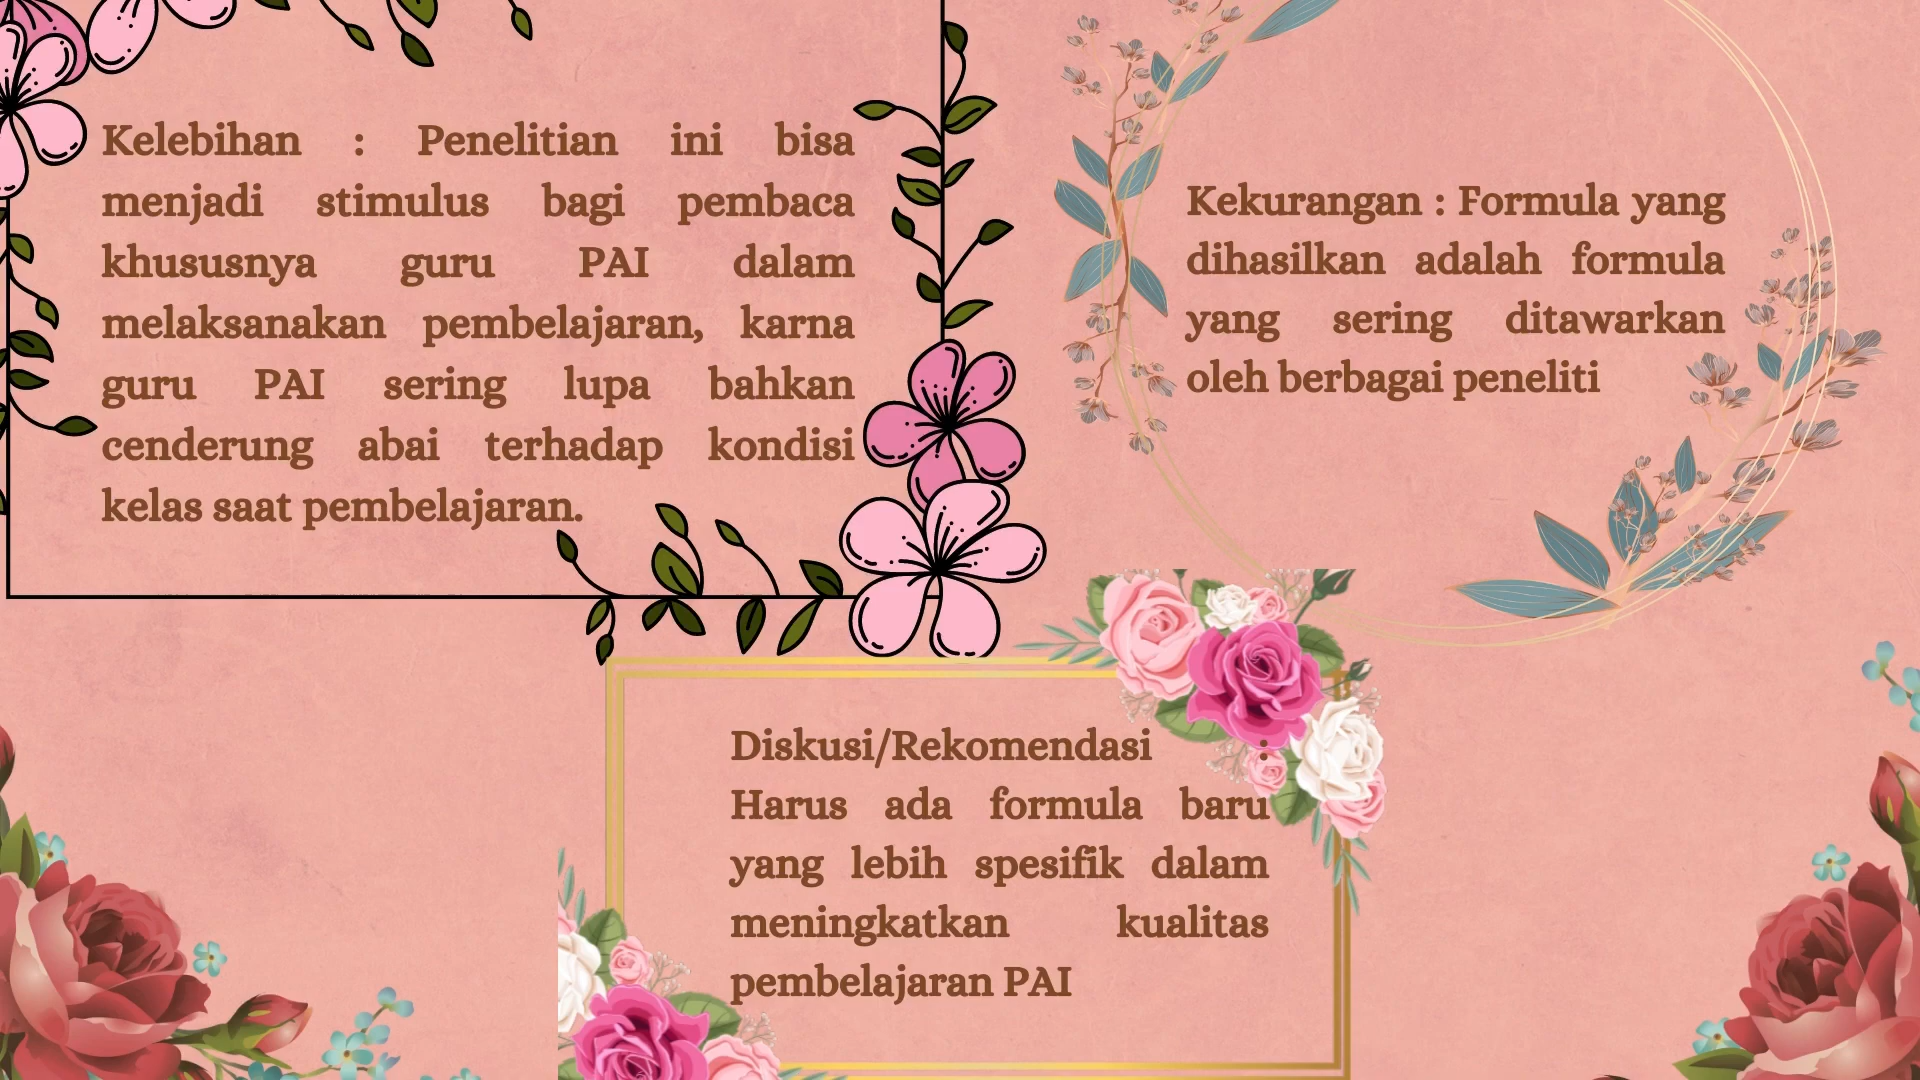 Kelebihan : Penelitian ini bisa
menjadi stimulus bagi pembaca
khususnya guru PAI dalam
melaksanakan pembelajaran, karna
guru PAI sering lupa bahkan
cenderung abai terhadap kondisi
kelas saat pembelajaran.
Kekurangan : Formula yang
dihasilkan adalah formula
yang sering ditawarkan
oleh berbagai peneliti
Diskusi/Rekomendasi :
Harus ada formula baru
yang lebih spesifik dalam
meningkatkan kualitas
pembelajaran PAI